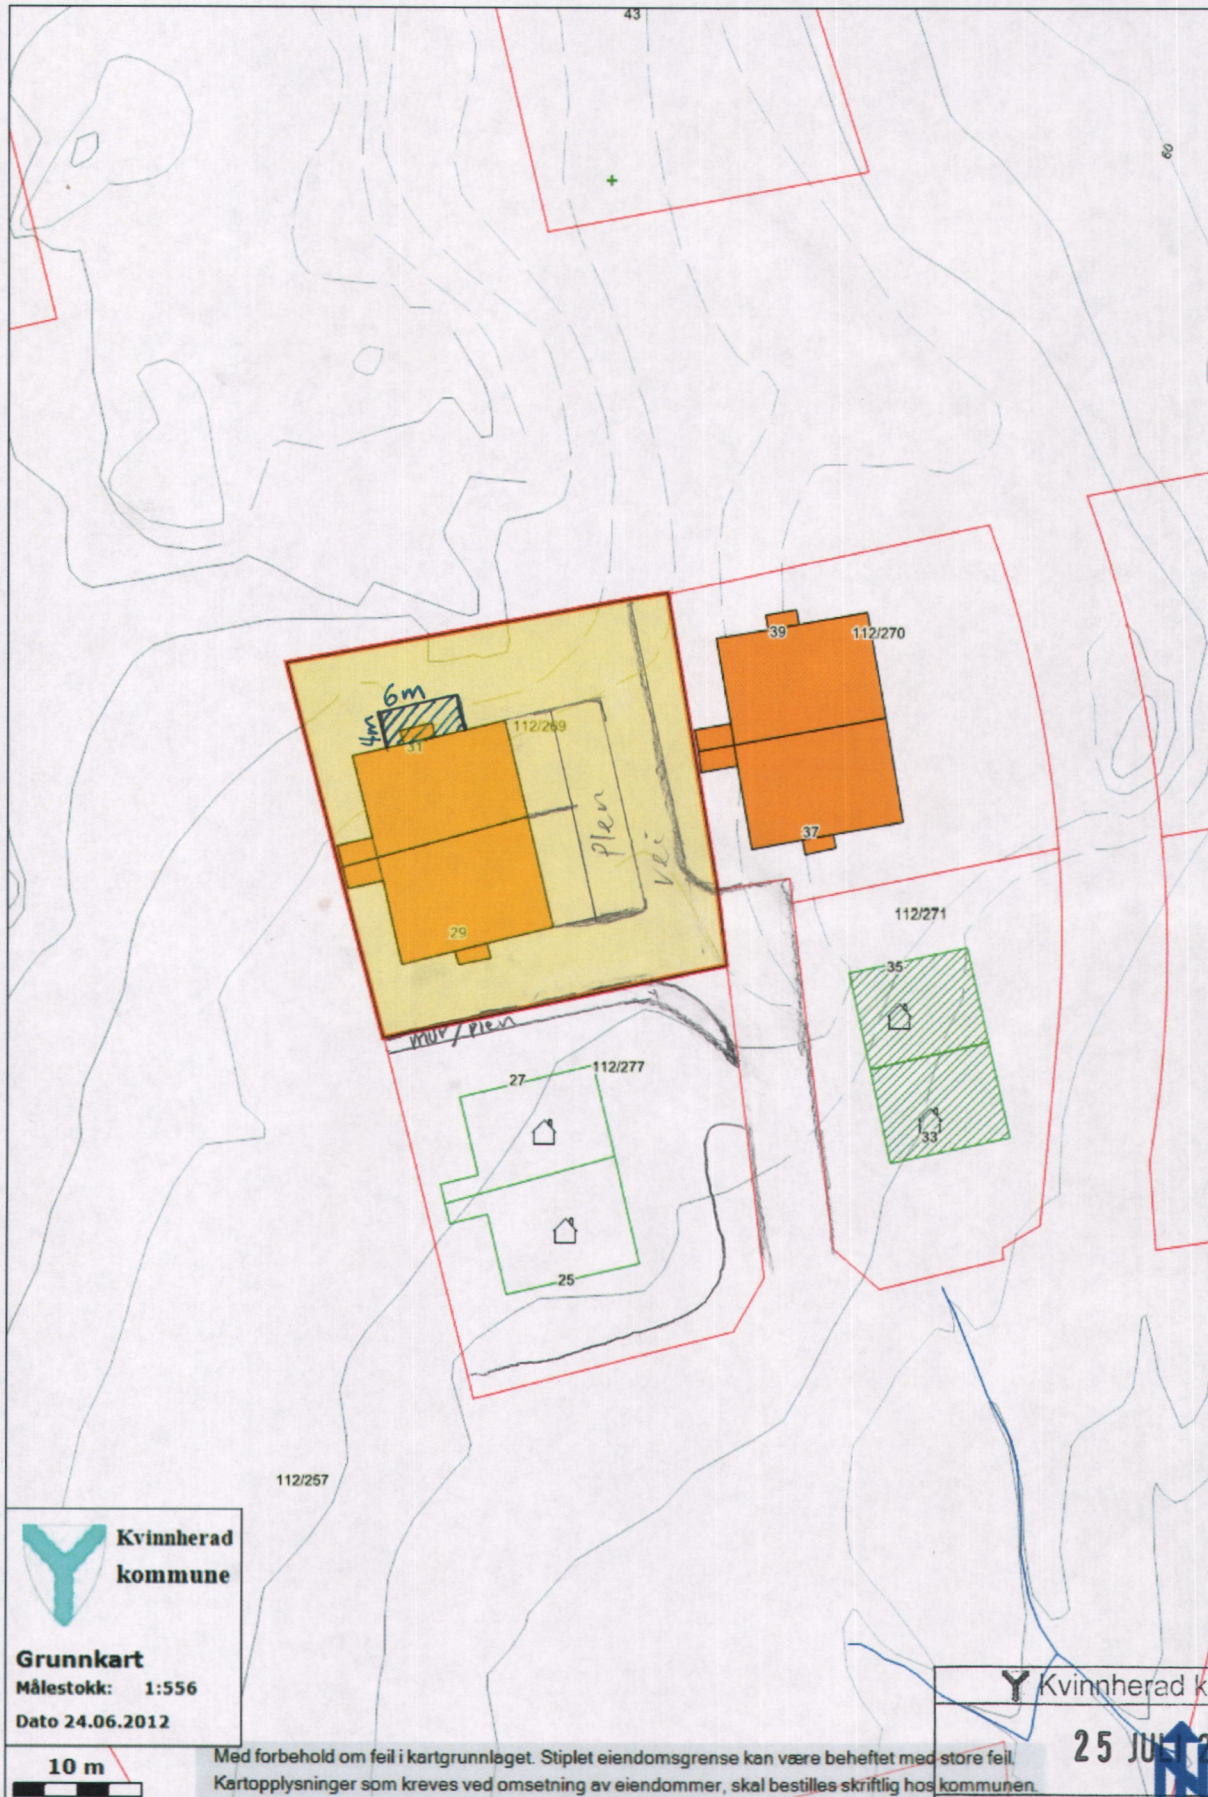 43
60
39
112/270
6m
4m
31
112/269
Plen
vei
37
112/271
29
35
mur/plen
112/277
27
33
25
112/257
Kvinnherad
kommune
Grunnkart
Målestokk: 1:556
Dato 24.06.2012
10 m
Med forbehold om feil i kartgrunnlaget. Stiplet eiendomsgrense kan være beheftet med store feil.
Kartopplysninger som kreves ved omsetning av eiendommer, skal bestilles skriftlig hos kommunen.
Kvinnherad k
25 JULI 2
N